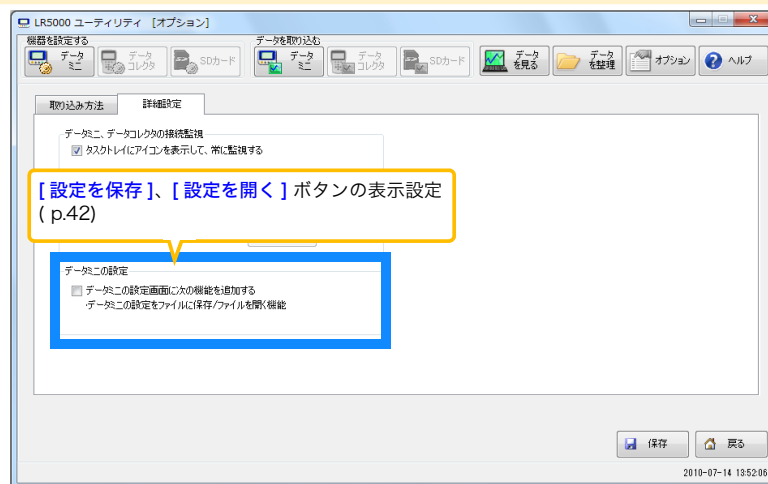 LR5000 ユーティリティ [オプション]
機器を設定する
データを取り込む
データ
ミニ
データ
コレクタ
SDカード
データ
ミニ
データ
コレクタ
SDカード
データ
を見る
データ
を整理
オプション
ヘルプ
取り込み方法
詳細設定
データミニ、データコレクタの接続監視
タスクトレイにアイコンを表示して、常に監視する
[ 設定を保存 ]、[ 設定を開く ] ボタンの表示設定
( p.42)
データミニの設定
データミニの設定画面に次の機能を追加する
・データミニの設定をファイルに保存/ファイルを開く機能
保存
戻る
2010-07-14 13:52:06